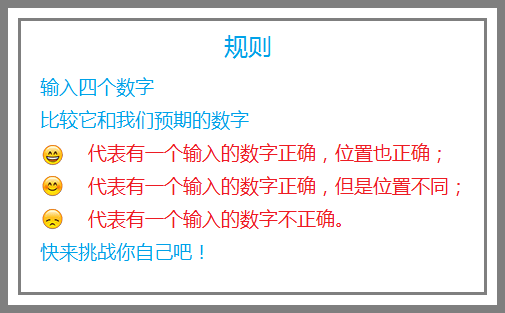 规则
输入四个数字
比较它和我们预期的数字
😄 代表有一个输入的数字正确，位置也正确；
😊 代表有一个输入的数字正确，但是位置不同；
😞 代表有一个输入的数字不正确。
快来挑战你自己吧！